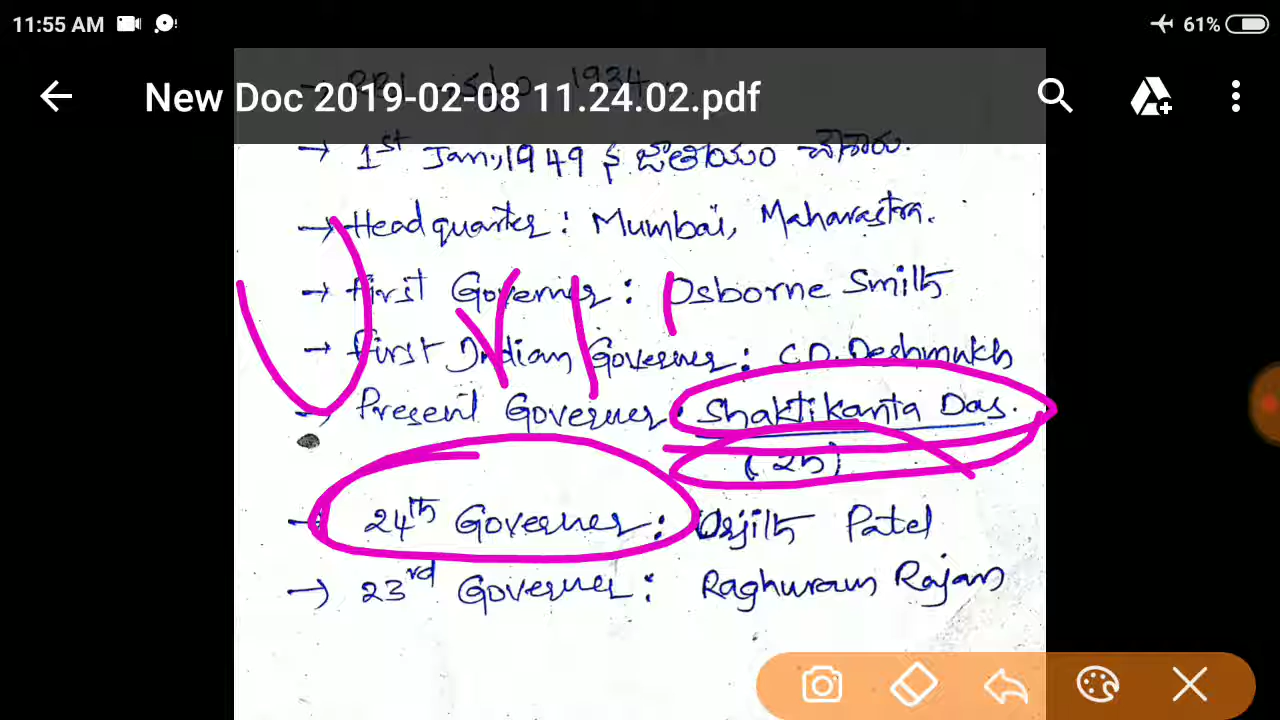 11:55 AM
61%
New Doc 2019-02-08 11.24.02.pdf
1934
→ 1st Jan,1949 న జాతీయం చేశారు.
→ Headquarter : Mumbai, Maharastra.
→ First Governer : Osborne Smith
→ First Indian Governer : C.D. Deshmukh
→ Present Governer : Shaktikanta Das.
(25)
→ 24th Governer : Urjith Patel
→ 23rd Governer : Raghuram Rajan